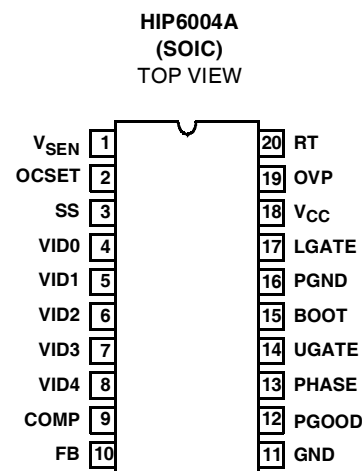 HIP6004A
(SOIC)
TOP VIEW
VSEN 1 20 RT
OCSET 2 19 OVP
SS 3 18 VCC
VID0 4 17 LGATE
VID1 5 16 PGND
VID2 6 15 BOOT
VID3 7 14 UGATE
VID4 8 13 PHASE
COMP 9 12 PGOOD
FB 10 11 GND